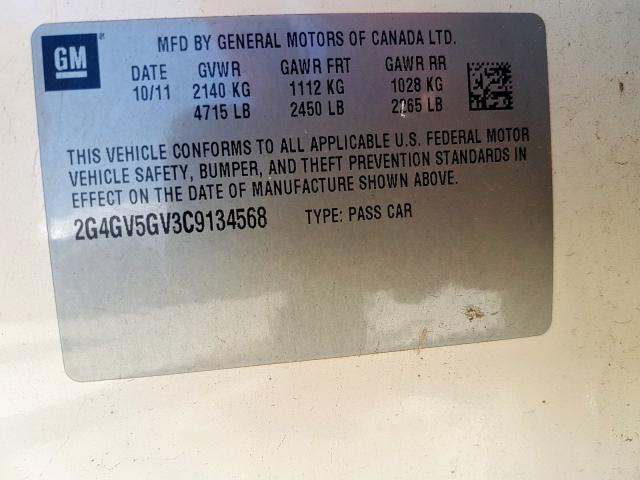 GM
MFD BY GENERAL MOTORS OF CANADA LTD.
DATE GVWR GAWR FRT GAWR RR
10/11 2140 KG 1112 KG 1028 KG
4715 LB 2450 LB 2265 LB
THIS VEHICLE CONFORMS TO ALL APPLICABLE U.S. FEDERAL MOTOR
VEHICLE SAFETY, BUMPER, AND THEFT PREVENTION STANDARDS IN
EFFECT ON THE DATE OF MANUFACTURE SHOWN ABOVE.
2G4GV5GV3C9134568 TYPE: PASS CAR